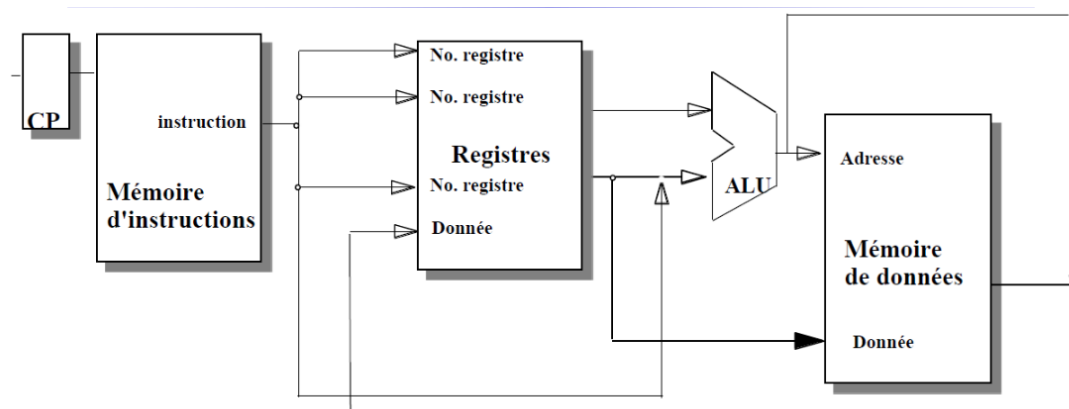 CP
instruction
Mémoire
d'instructions
No. registre
No. registre
Registres
No. registre
Donnée
ALU
Adresse
Mémoire
de données
Donnée